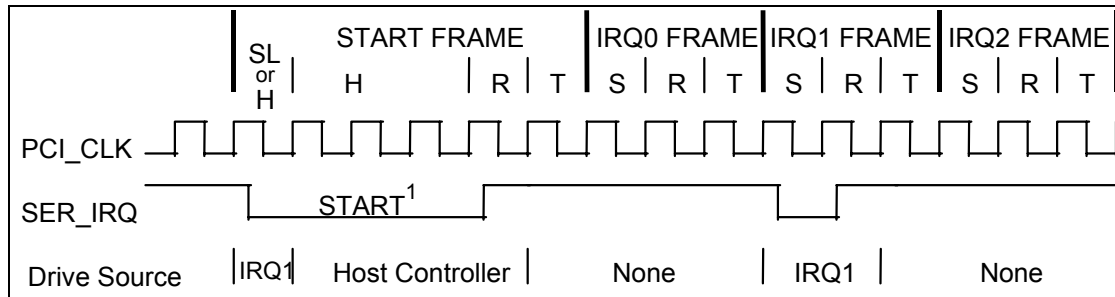 START FRAME IRQ0 FRAME IRQ1 FRAME IRQ2 FRAME
SL
or
H
H R T S R T S R T S R T
PCI_CLK
SER_IRQ START1
Drive Source IRQ1 Host Controller None IRQ1 None